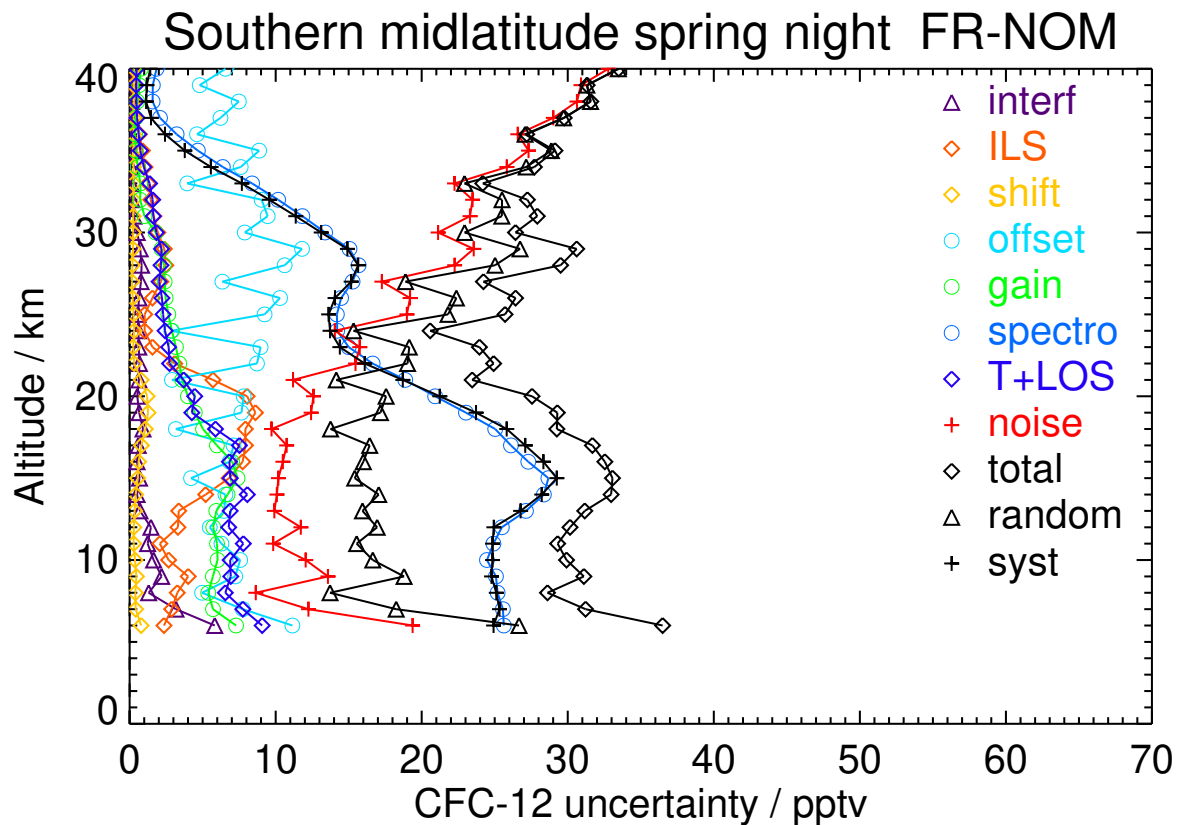 Southern midlatitude spring night FR-NOM
40
30
20
10
0
Altitude / km
interf
ILS
shift
offset
gain
spectro
T+LOS
noise
total
random
syst
0 10 20 30 40 50 60 70
CFC-12 uncertainty / pptv